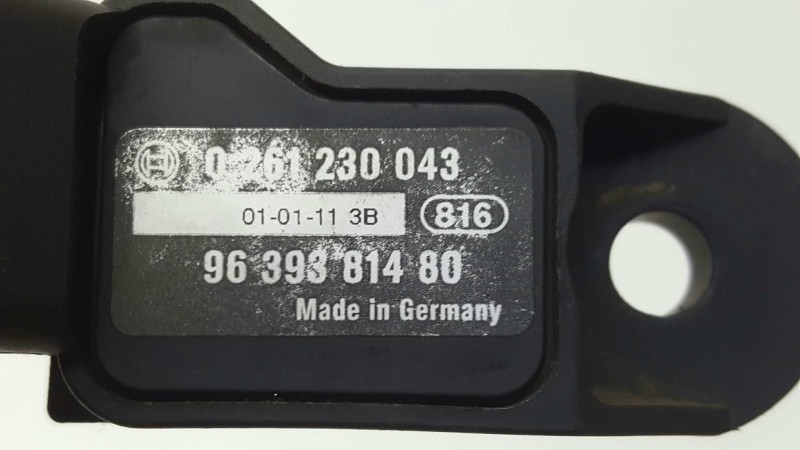 0 261 230 043
01-01-11 3B 816
96 393 814 80
Made in Germany